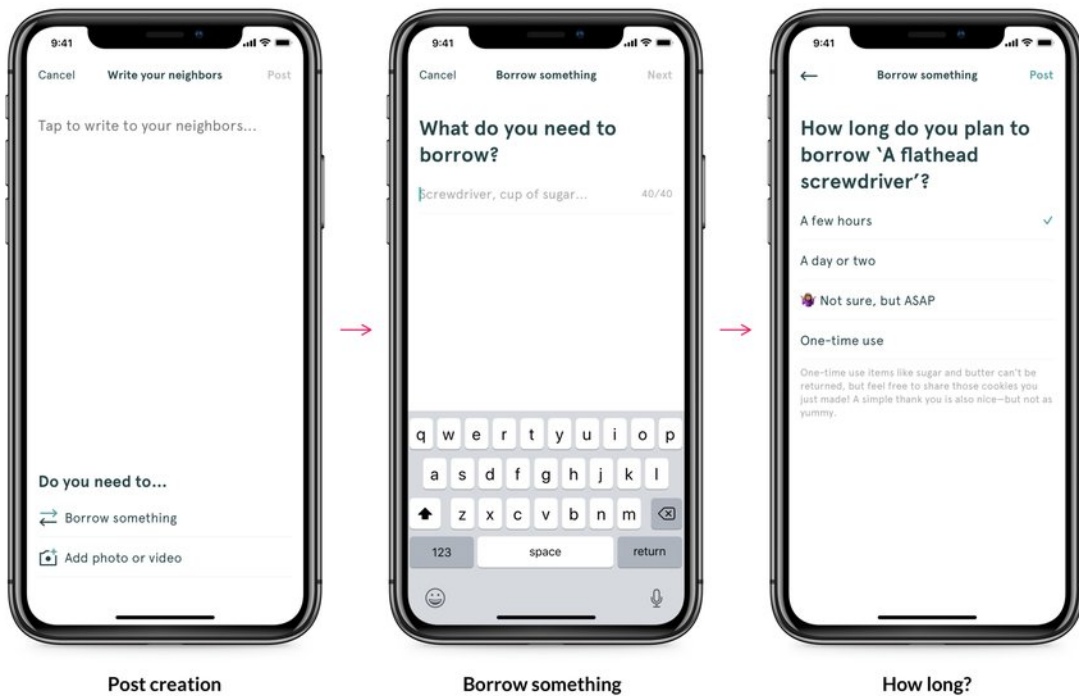 9:41
Cancel Write your neighbors Post
Tap to write to your neighbors...
Do you need to...
Borrow something
Add photo or video
Post creation
9:41
Cancel Borrow something Next
What do you need to
borrow?
Screwdriver, cup of sugar... 40/40
q w e r t y u i o p
a s d f g h j k l
z x c v b n m
123 space return
Borrow something
9:41
Borrow something Post
How long do you plan to
borrow ‘A flathead
screwdriver’?
A few hours
A day or two
🤷🏽‍♀️ Not sure, but ASAP
One-time use
One-time use items like sugar and butter can't be
returned, but feel free to share those cookies you
just made! A simple thank you is also nice—but not as
yummy.
How long?